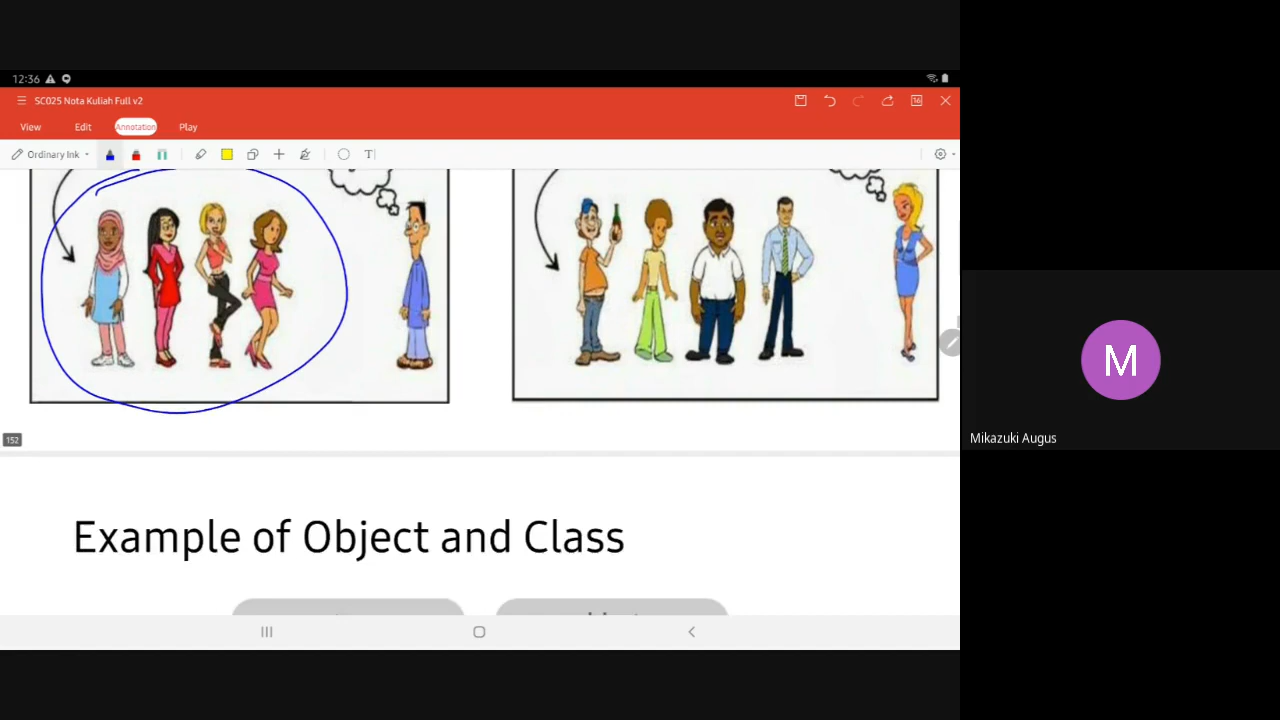 12:36
SC025 Nota Kuliah Full v2
View Edit Annotation Play
Ordinary Ink
T
152
Example of Object and Class
M
Mikazuki Augus